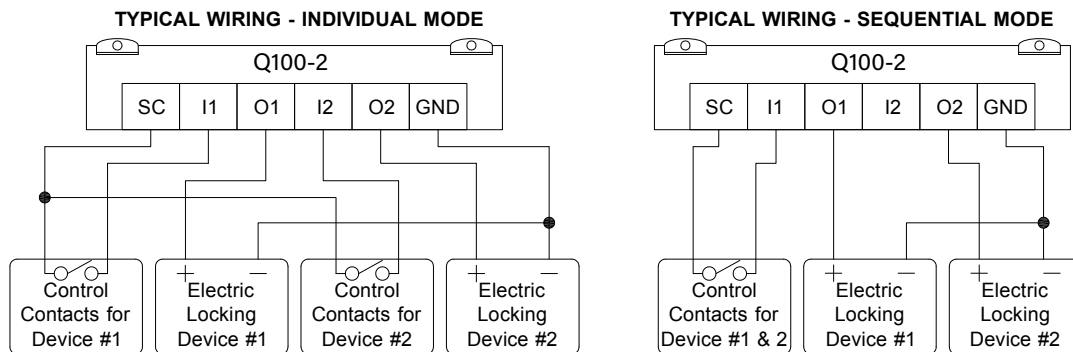 TYPICAL WIRING - INDIVIDUAL MODE
Q100-2
SC I1 O1 I2 O2 GND
+ − + −
Control Contacts for Device #1
Electric Locking Device #1
Control Contacts for Device #2
Electric Locking Device #2
TYPICAL WIRING - SEQUENTIAL MODE
Q100-2
SC I1 O1 I2 O2 GND
+ − + −
Control Contacts for Device #1 & 2
Electric Locking Device #1
Electric Locking Device #2